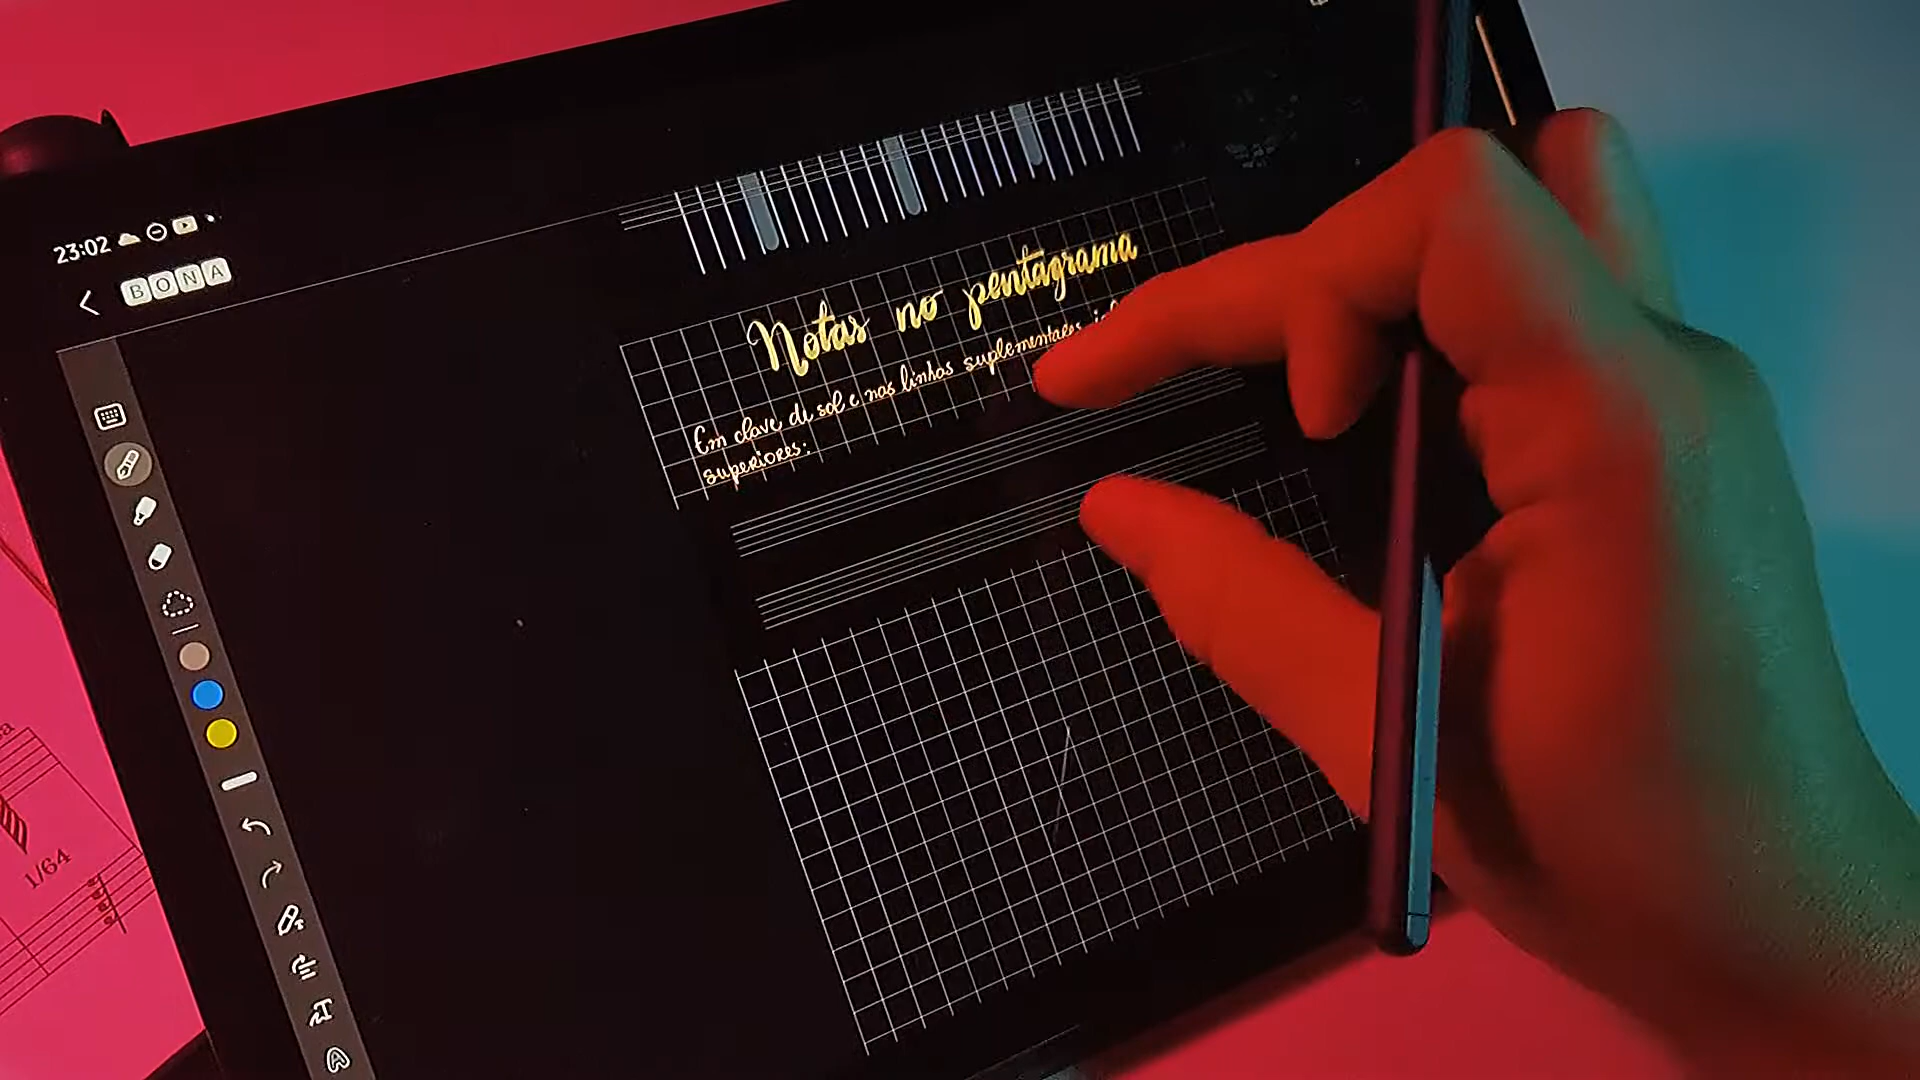 23:02
BONA
Notas no pentagrama
Em clave de sol e nas linhas suplementares
superiores:
1/64